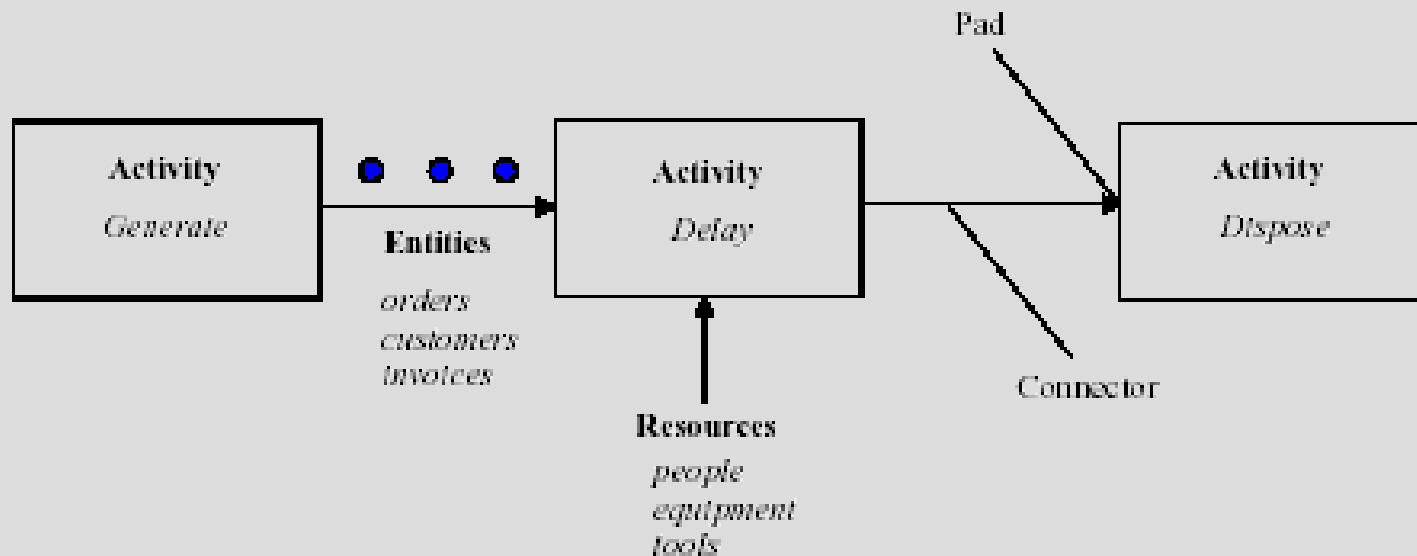 Pad
Activity
Generate
Entities
orders
customers
invoices
Activity
Delay
Resources
people
equipment
tools
Connector
Activity
Dispose